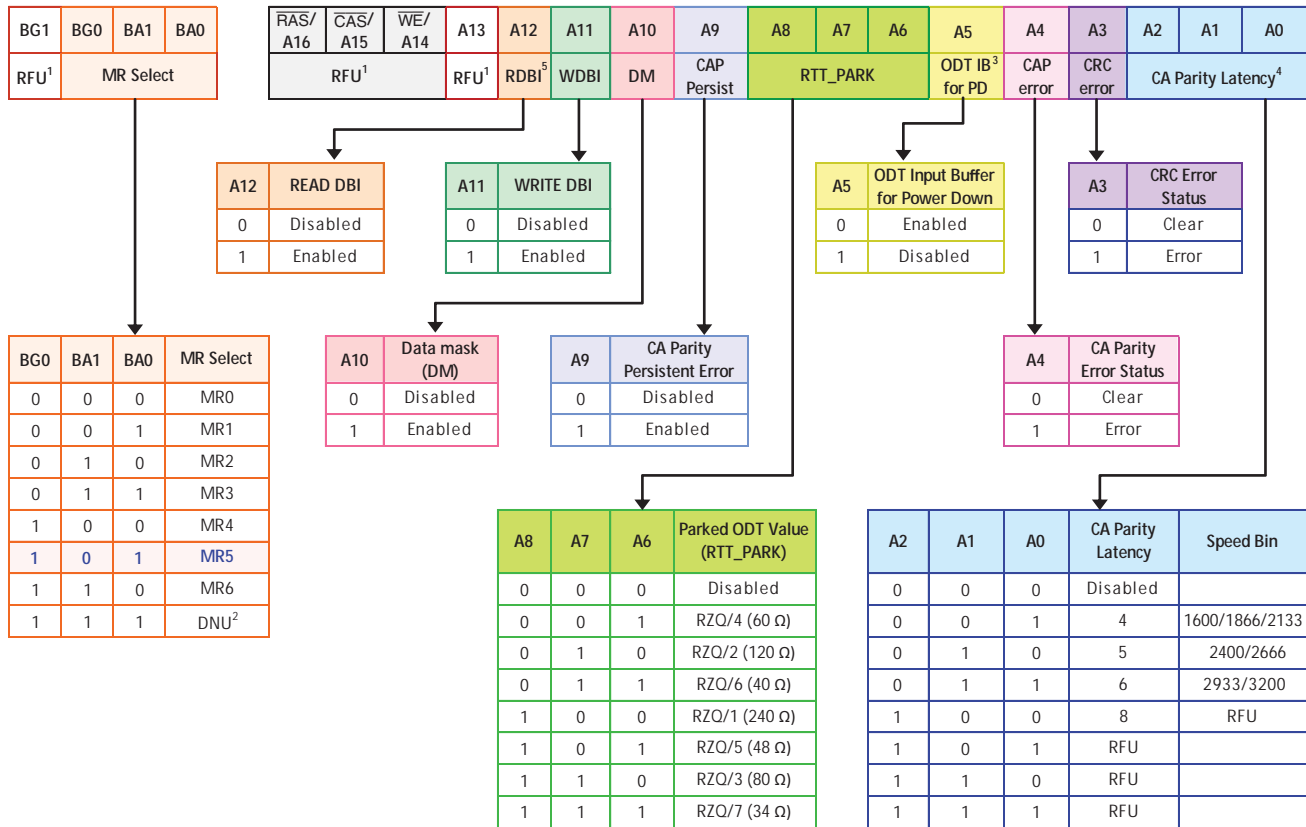 BG1 BG0 BA1 BA0 RAS/ A16 CAS/ A15 WE/ A14 A13 A12 A11 A10 A9 A8 A7 A6 A5 A4 A3 A2 A1 A0
RFU1 MR Select RFU1 RFU1 RDBI5 WDBI DM CAP Persist RTT_PARK ODT IB3 for PD CAP error CRC error CA Parity Latency4
A12 READ DBI
0 Disabled
1 Enabled
A11 WRITE DBI
0 Disabled
1 Enabled
A5 ODT Input Buffer for Power Down
0 Enabled
1 Disabled
A3 CRC Error Status
0 Clear
1 Error
BG0 BA1 BA0 MR Select
0 0 0 MR0
0 0 1 MR1
0 1 0 MR2
0 1 1 MR3
1 0 0 MR4
1 0 1 MR5
1 1 0 MR6
1 1 1 DNU2
A10 Data mask (DM)
0 Disabled
1 Enabled
A9 CA Parity Persistent Error
0 Disabled
1 Enabled
A4 CA Parity Error Status
0 Clear
1 Error
A8 A7 A6 Parked ODT Value (RTT_PARK)
0 0 0 Disabled
0 0 1 RZQ/4 (60 Ω)
0 1 0 RZQ/2 (120 Ω)
0 1 1 RZQ/6 (40 Ω)
1 0 0 RZQ/1 (240 Ω)
1 0 1 RZQ/5 (48 Ω)
1 1 0 RZQ/3 (80 Ω)
1 1 1 RZQ/7 (34 Ω)
A2 A1 A0 CA Parity Latency Speed Bin
0 0 0 Disabled
0 0 1 4 1600/1866/2133
0 1 0 5 2400/2666
0 1 1 6 2933/3200
1 0 0 8 RFU
1 0 1 RFU
1 1 0 RFU
1 1 1 RFU